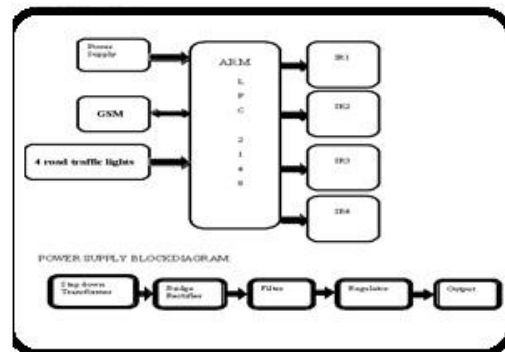 Power
Supply
GSM
4 road traffic lights
ARM
L
P
C
2
1
4
8
IR1
IR2
IR3
IR4
POWER SUPPLY BLOCKDIAGRAM
Step down
Transformer
Bridge
Rectifier
Filter
Regulator
Output